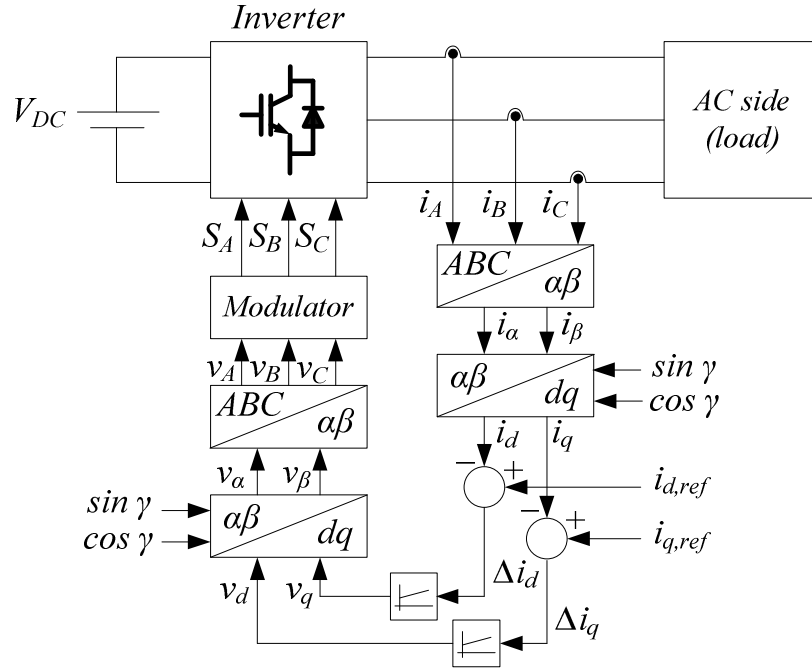 Inverter
V_DC
AC side
(load)
i_A
i_B
i_C
S_A
S_B
S_C
ABC
αβ
Modulator
i_α
i_β
v_A
v_B
v_C
αβ
dq
sin γ
cos γ
ABC
αβ
i_d
i_q
v_α
v_β
−
+
i_d,ref
sin γ
cos γ
αβ
dq
−
+
i_q,ref
v_d
v_q
Δi_d
Δi_q